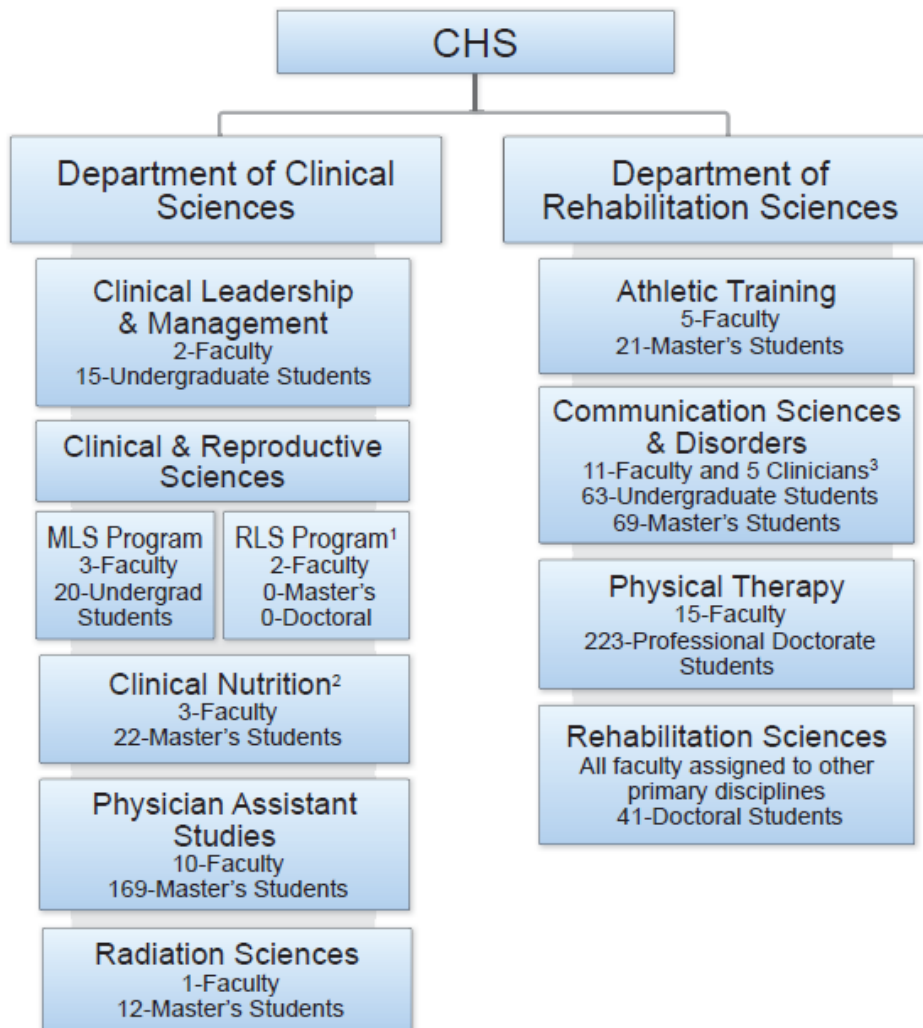 CHS
Department of Clinical
Sciences
Clinical Leadership
& Management
2-Faculty
15-Undergraduate Students
Clinical & Reproductive
Sciences
MLS Program
3-Faculty
20-Undergrad
Students
RLS Program¹
2-Faculty
0-Master's
0-Doctoral
Clinical Nutrition²
3-Faculty
22-Master's Students
Physician Assistant
Studies
10-Faculty
169-Master's Students
Radiation Sciences
1-Faculty
12-Master's Students
Department of
Rehabilitation Sciences
Athletic Training
5-Faculty
21-Master's Students
Communication Sciences
& Disorders
11-Faculty and 5 Clinicians³
63-Undergraduate Students
69-Master's Students
Physical Therapy
15-Faculty
223-Professional Doctorate
Students
Rehabilitation Sciences
All faculty assigned to other
primary disciplines
41-Doctoral Students